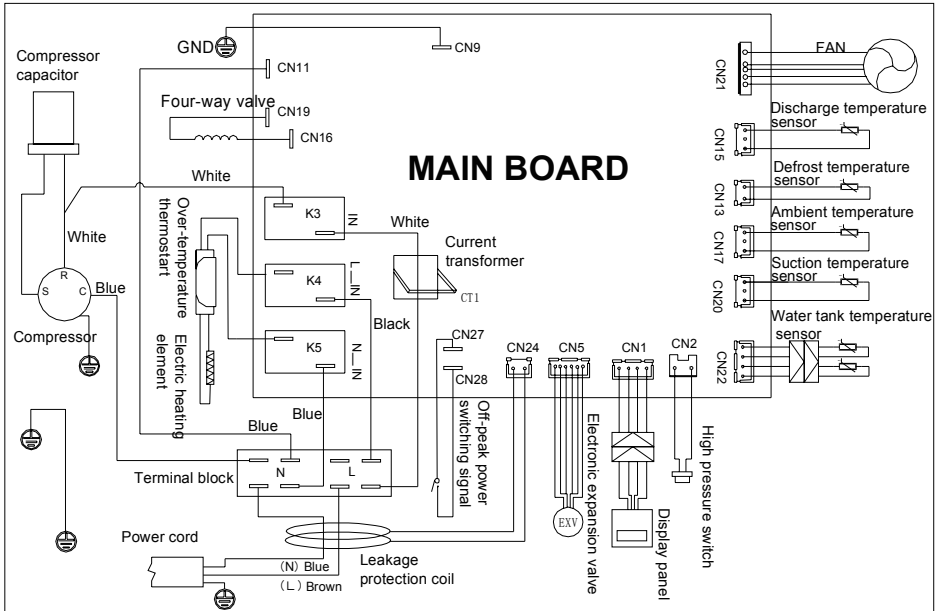 GND
CN9
Compressor
capacitor
CN11
CN19
Four-way valve
CN16
MAIN BOARD
White
White
K3
IN
White
Over-temperature
thermostart
K4
L_IN
Current
transformer
CT1
Black
R
S
C
Blue
Compressor
Electric heating
element
K5
N_IN
Blue
Blue
CN27
CN28
Off-peak power
switching signal
Terminal block
N
L
Power cord
(N) Blue
(L) Brown
Leakage
protection coil
CN24
CN5
CN1
CN2
Electronic expansion valve
EXV
Display panel
High pressure switch
CN21
FAN
CN15
Discharge temperature
sensor
CN13
Defrost temperature
sensor
CN17
Ambient temperature
sensor
CN20
Suction temperature
sensor
CN22
Water tank temperature
sensor